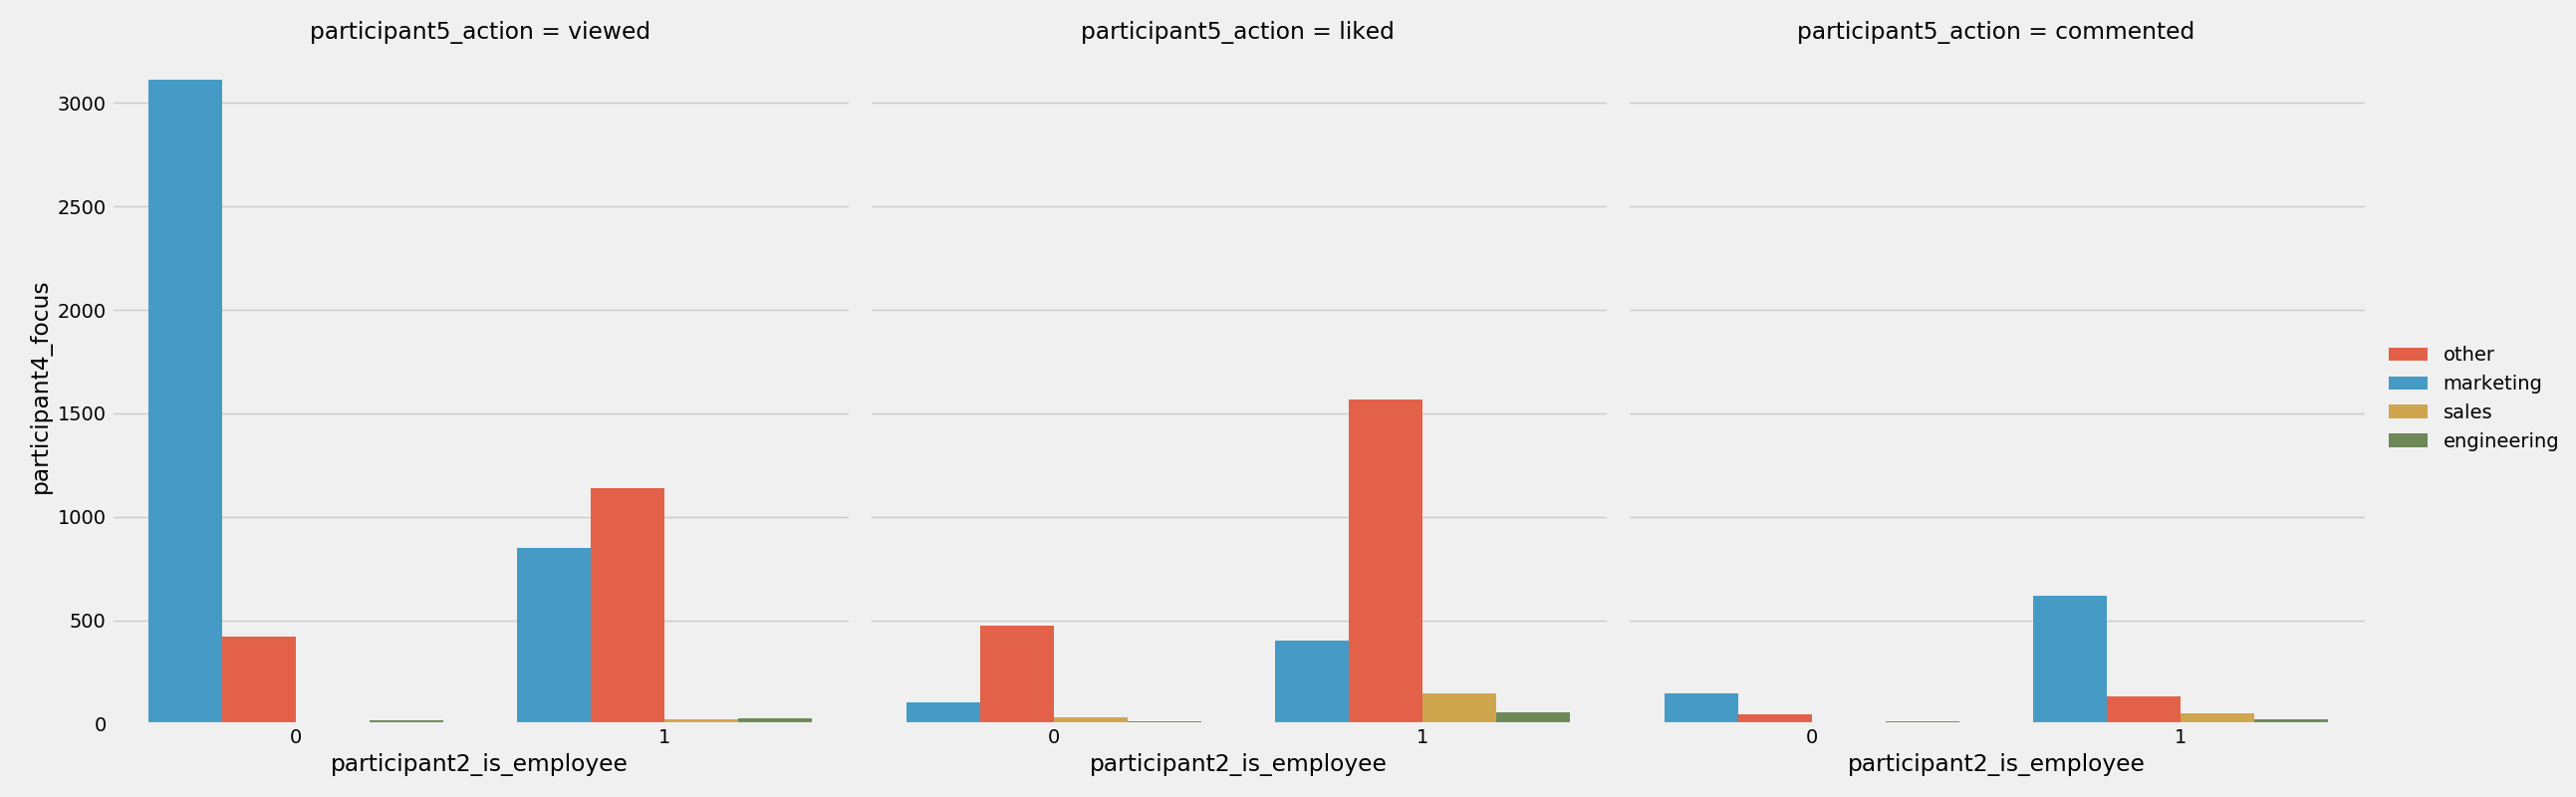 participant5_action = viewed
participant5_action = liked
participant5_action = commented
participant4_focus
3000
2500
2000
1500
1000
500
0
0
1
0
1
0
1
participant2_is_employee
participant2_is_employee
participant2_is_employee
other
marketing
sales
engineering